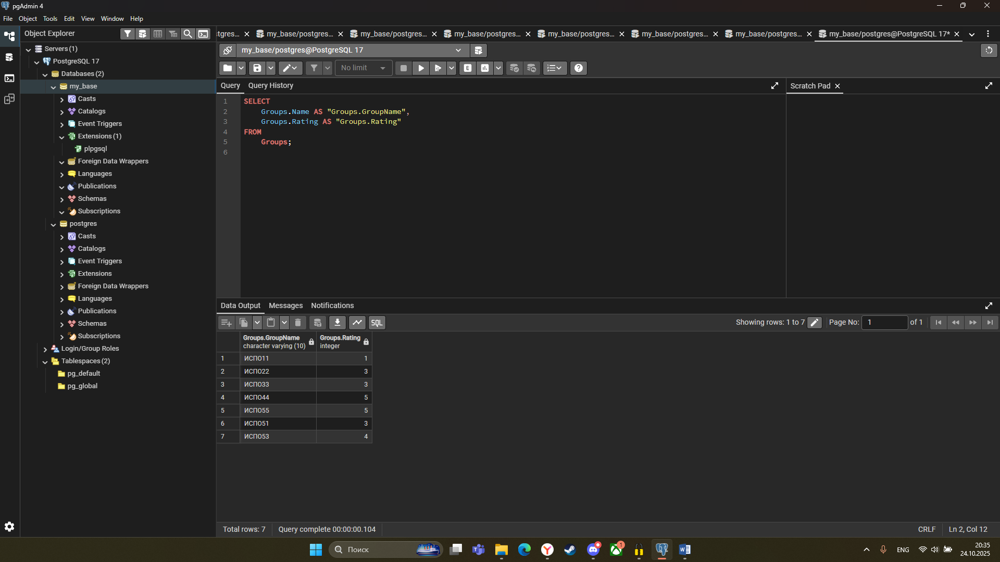 pgAdmin 4
File Object Tools Edit View Window Help
Object Explorer
Servers (1)
PostgreSQL 17
Databases (2)
my_base
Casts
Catalogs
Event Triggers
Extensions (1)
plpgsql
Foreign Data Wrappers
Languages
Publications
Schemas
Subscriptions
postgres
Casts
Catalogs
Event Triggers
Extensions
Foreign Data Wrappers
Languages
Publications
Schemas
Subscriptions
Login/Group Roles
Tablespaces (2)
pg_default
pg_global
tgres... my_base/postgres... my_base/postgres... my_base/postgres... my_base/postgres... my_base/postgres... my_base/postgres... my_base/postgres@PostgreSQL 17*
my_base/postgres@PostgreSQL 17
No limit
E
Query Query History
Scratch Pad
1 SELECT
2 Groups.Name AS "Groups.GroupName",
3 Groups.Rating AS "Groups.Rating"
4 FROM
5 Groups;
6
Data Output Messages Notifications
SQL
Showing rows: 1 to 7
Page No: 1 of 1
Groups.GroupName character varying (10)
Groups.Rating integer
1 ИСПО11 1
2 ИСПО22 3
3 ИСПО33 3
4 ИСПО44 5
5 ИСПО55 5
6 ИСПО51 3
7 ИСПО53 4
Total rows: 7
Query complete 00:00:00.104
CRLF
Ln 2, Col 12
Поиск
1
ENG
20:35
24.10.2025